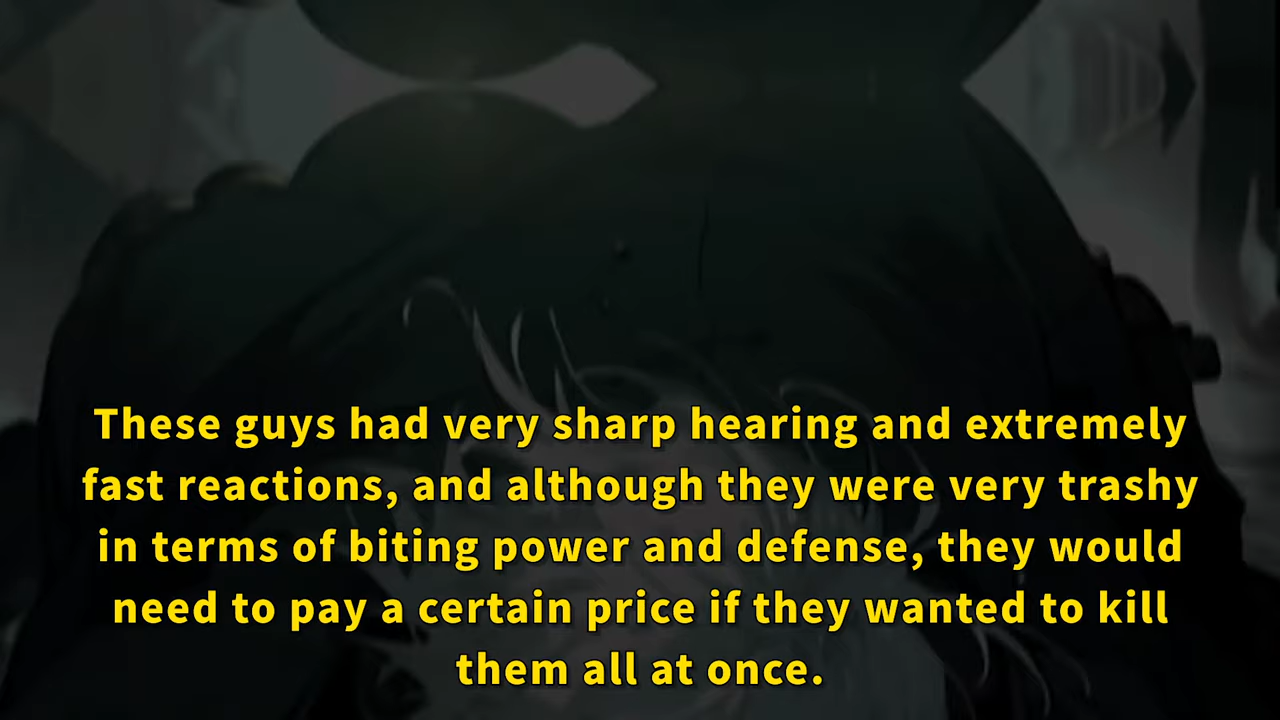 These guys had very sharp hearing and extremely
fast reactions, and although they were very trashy
in terms of biting power and defense, they would
need to pay a certain price if they wanted to kill
them all at once.